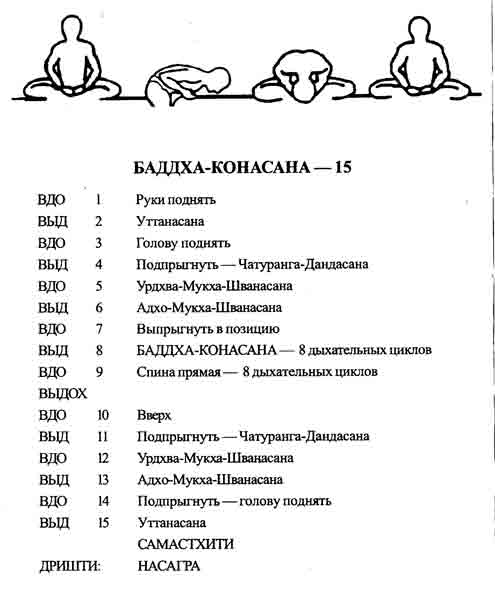 БАДДХА-КОНАСАНА — 15
ВДО 1 Руки поднять
ВЫД 2 Уттанасана
ВДО 3 Голову поднять
ВЫД 4 Подпрыгнуть — Чатуранга-Дандасана
ВДО 5 Урдхва-Мукха-Шванасана
ВЫД 6 Адхо-Мукха-Шванасана
ВДО 7 Выпрыгнуть в позицию
ВЫД 8 БАДДХА-КОНАСАНА — 8 дыхательных циклов
ВДО 9 Спина прямая — 8 дыхательных циклов
ВЫДОХ
ВДО 10 Вверх
ВЫД 11 Подпрыгнуть — Чатуранга-Дандасана
ВДО 12 Урдхва-Мукха-Шванасана
ВЫД 13 Адхо-Мукха-Шванасана
ВДО 14 Подпрыгнуть — голову поднять
ВЫД 15 Уттанасана
САМАСТХИТИ
ДРИШТИ: НАСАГРА